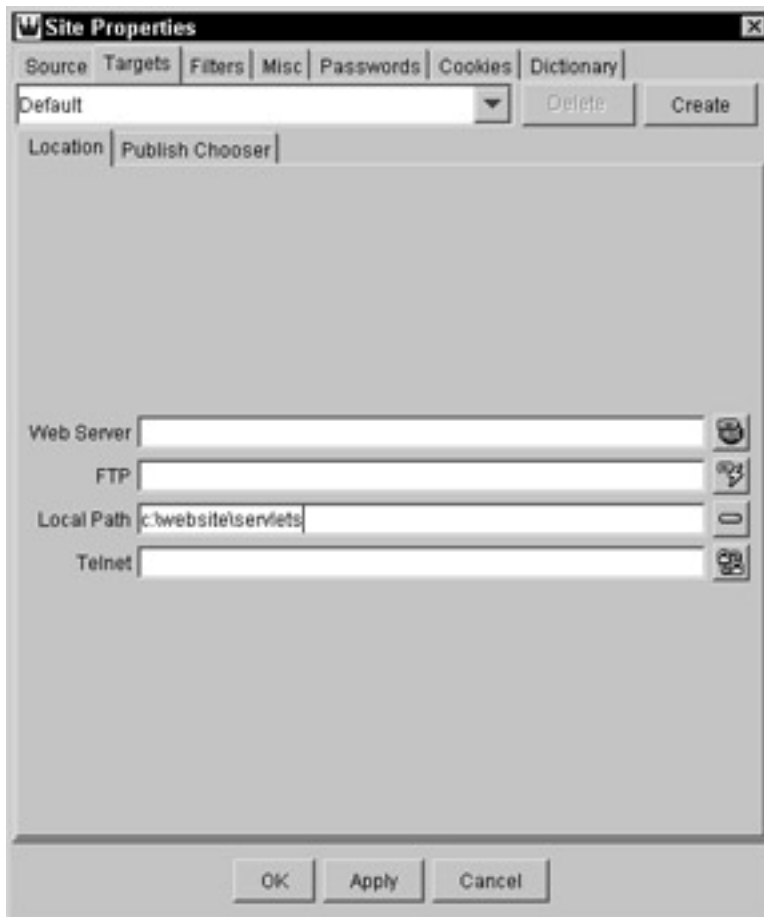 Site Properties
Source Targets Filters Misc Passwords Cookies Dictionary
Default Delete Create
Location Publish Chooser
Web Server
FTP
Local Path c:\website\servlets
Telnet
OK Apply Cancel